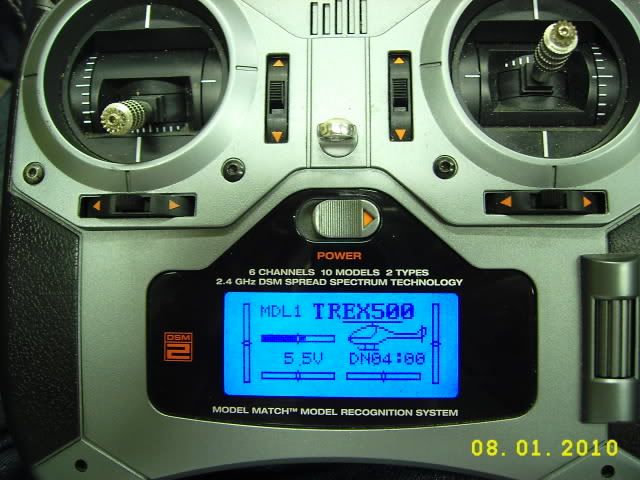 POWER
6 CHANNELS 10 MODELS 2 TYPES
2.4 GHz DSM SPREAD SPECTRUM TECHNOLOGY
MDL1 TREX500
5.5V DN04:00
DSM
2
MODEL MATCH™ MODEL RECOGNITION SYSTEM
08.01.2010